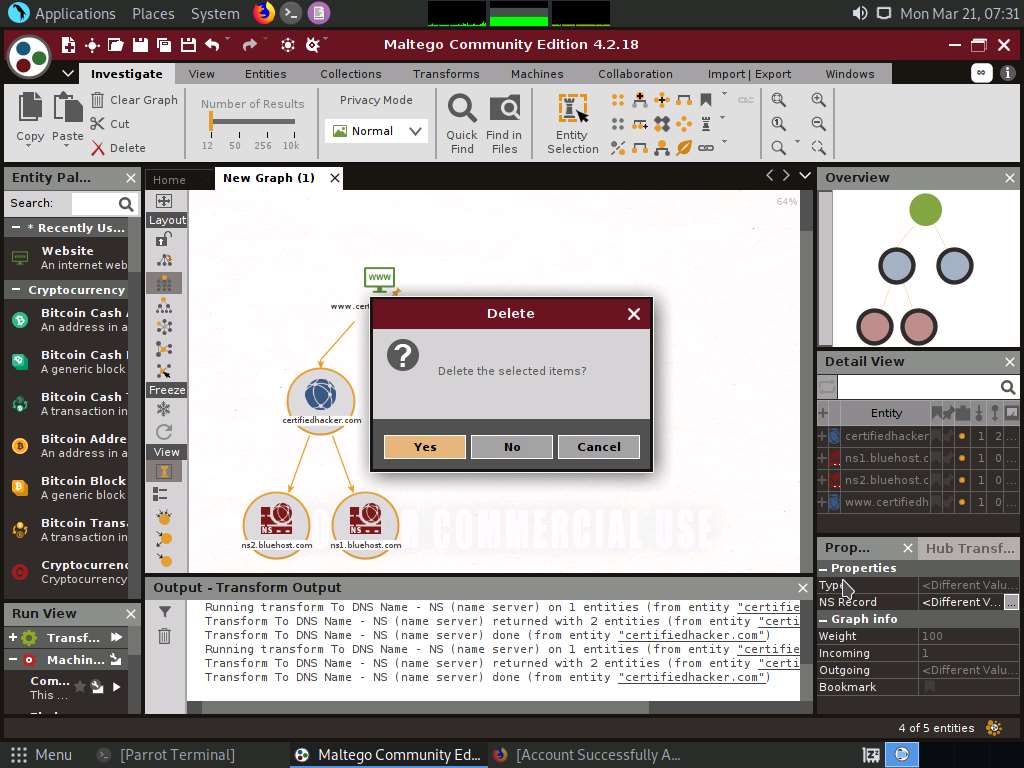 Applications Places System Mon Mar 21, 07:31
Maltego Community Edition 4.2.18
Investigate View Entities Collections Transforms Machines Collaboration Import | Export Windows
Copy
Paste
Clear Graph
Cut
Delete
Number of Results
12 50 256 10k
Privacy Mode
Normal
Quick Find
Find in Files
Entity Selection
Entity Pal...
Search:
* Recently Us...
Website
An internet web
Cryptocurrency
Bitcoin Cash
An address in a
Bitcoin Cash
A generic block
Bitcoin Cash
A transaction in
Bitcoin Addre
An address in a
Bitcoin Block
A generic block
Bitcoin Trans
A transaction in
Cryptocurrenc
Cryptocurrency
Run View
Transf...
Machin...
Com...
This ...
Home New Graph (1)
Layout
Freeze
View
64%
WWW
www.cert
certifiedhacker.com
NS
ns2.bluehost.com
NS
ns1.bluehost.com
COMMERCIAL USE
Delete
Delete the selected items?
Yes No Cancel
Output - Transform Output
Running transform To DNS Name - NS (name server) on 1 entities (from entity "certifie
Transform To DNS Name - NS (name server) returned with 2 entities (from entity "certi
Transform To DNS Name - NS (name server) done (from entity "certifiedhacker.com")
Running transform To DNS Name - NS (name server) on 1 entities (from entity "certifie
Transform To DNS Name - NS (name server) returned with 2 entities (from entity "certi
Transform To DNS Name - NS (name server) done (from entity "certifiedhacker.com")
Overview
Detail View
Entity
certifiedhacker 1 2 ...
ns1.bluehost.c 1 0 ...
ns2.bluehost.c 1 0 ...
www.certifiedh 1 0 ...
Prop... Hub Transf...
Properties
Type <Different Valu...
NS Record <Different V... ...
Graph info
Weight 100
Incoming 1
Outgoing <Different Valu...
Bookmark
4 of 5 entities
Menu [Parrot Terminal] Maltego Community Ed... [Account Successfully A...